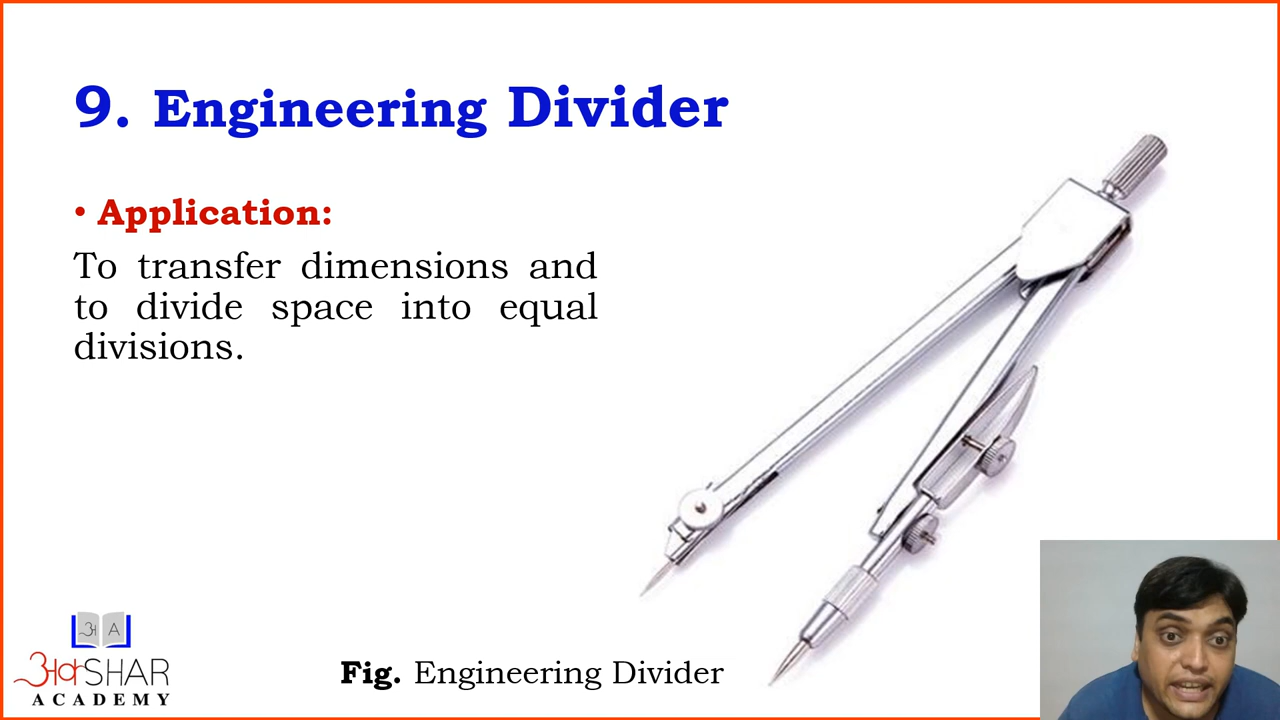 9. Engineering Divider
• Application:
To transfer dimensions and
to divide space into equal
divisions.
Fig. Engineering Divider
अ A
अक्SHAR
ACADEMY